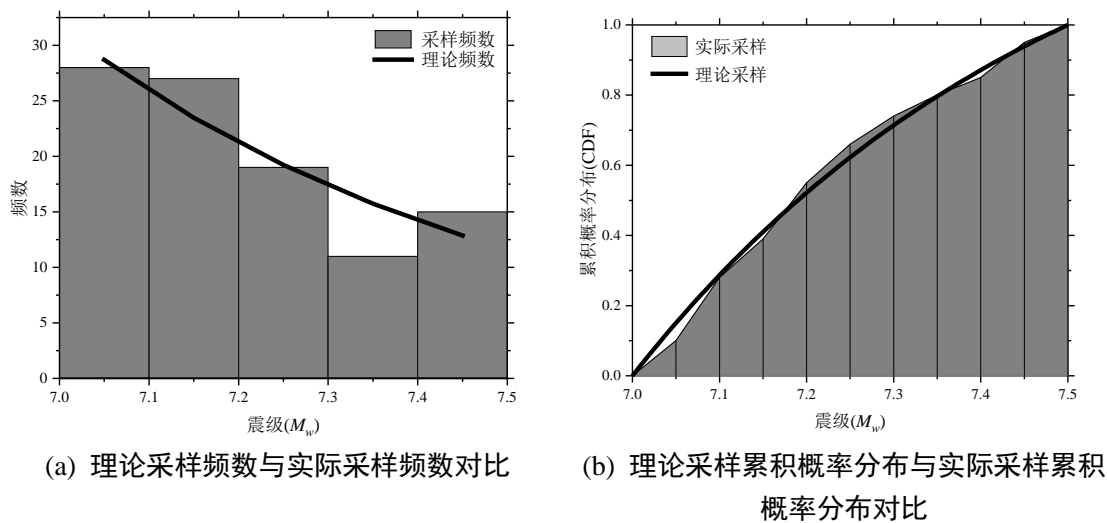 30
25
20
15
10
5
0
频数
采样频数
理论频数
7.0 7.1 7.2 7.3 7.4 7.5
震级(Mw)
(a) 理论采样频数与实际采样频数对比
1.0
0.8
0.6
0.4
0.2
0.0
累积概率分布(CDF)
实际采样
理论采样
7.0 7.1 7.2 7.3 7.4 7.5
震级(Mw)
(b) 理论采样累积概率分布与实际采样累积
概率分布对比